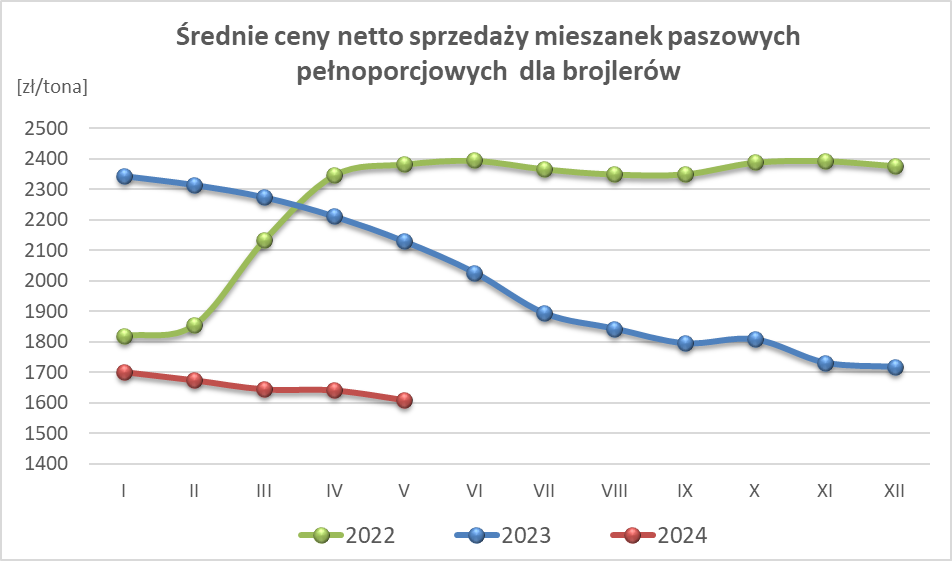 Średnie ceny netto sprzedaży mieszanek paszowych
pełnoporcjowych dla brojlerów
[zł/tona]
2500
2400
2300
2200
2100
2000
1900
1800
1700
1600
1500
1400
I II III IV V VI VII VIII IX X XI XII
2022 2023 2024